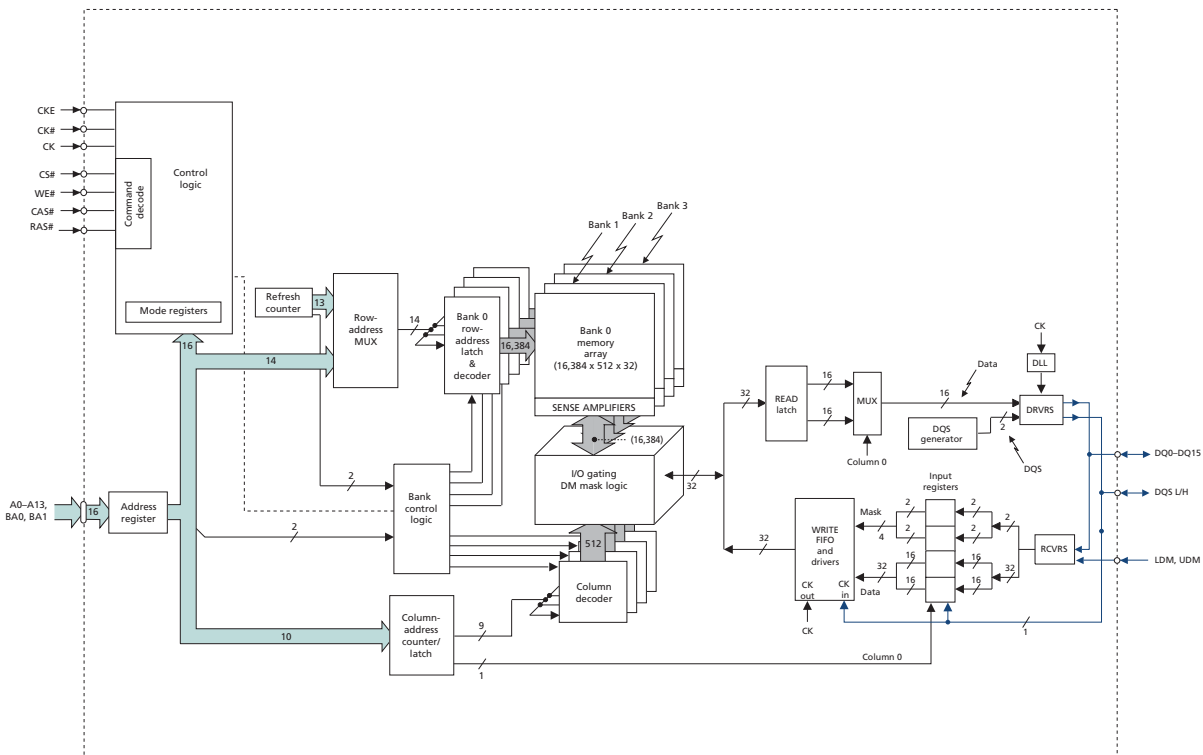 CKE
CK#
CK
CS#
WE#
CAS#
RAS#
Command
decode
Control
logic
Mode registers
16
14
Refresh
counter
13
Row-
address
MUX
14
Bank 0
row-
address
latch
&
decoder
16,384
Bank 1
Bank 2
Bank 3
Bank 0
memory
array
(16,384 x 512 x 32)
SENSE AMPLIFIERS
(16,384)
I/O gating
DM mask logic
32
512
Column
decoder
2
2
Bank
control
logic
A0–A13,
BA0, BA1
16
Address
register
10
Column-
address
counter/
latch
9
1
Column 0
32
READ
latch
16
16
MUX
Column 0
16
Data
DQS
generator
2
DQS
CK
DLL
DRVRS
DQ0–DQ15
DQS L/H
LDM, UDM
RCVRS
Input
registers
2
2
2
2
2
16
16
16
16
32
Mask
4
32
Data
WRITE
FIFO
and
drivers
CK
out
CK
in
CK
32
1